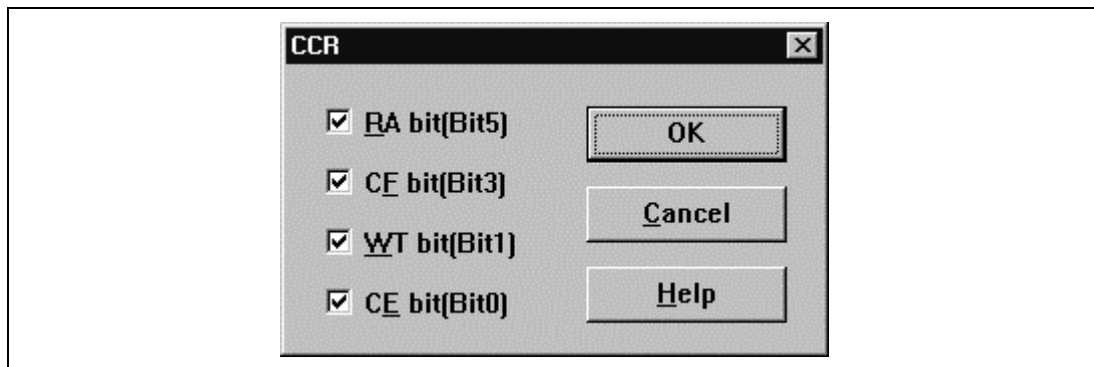 CCR
RA bit(Bit5)
CF bit(Bit3)
WT bit(Bit1)
CE bit(Bit0)
OK
Cancel
Help